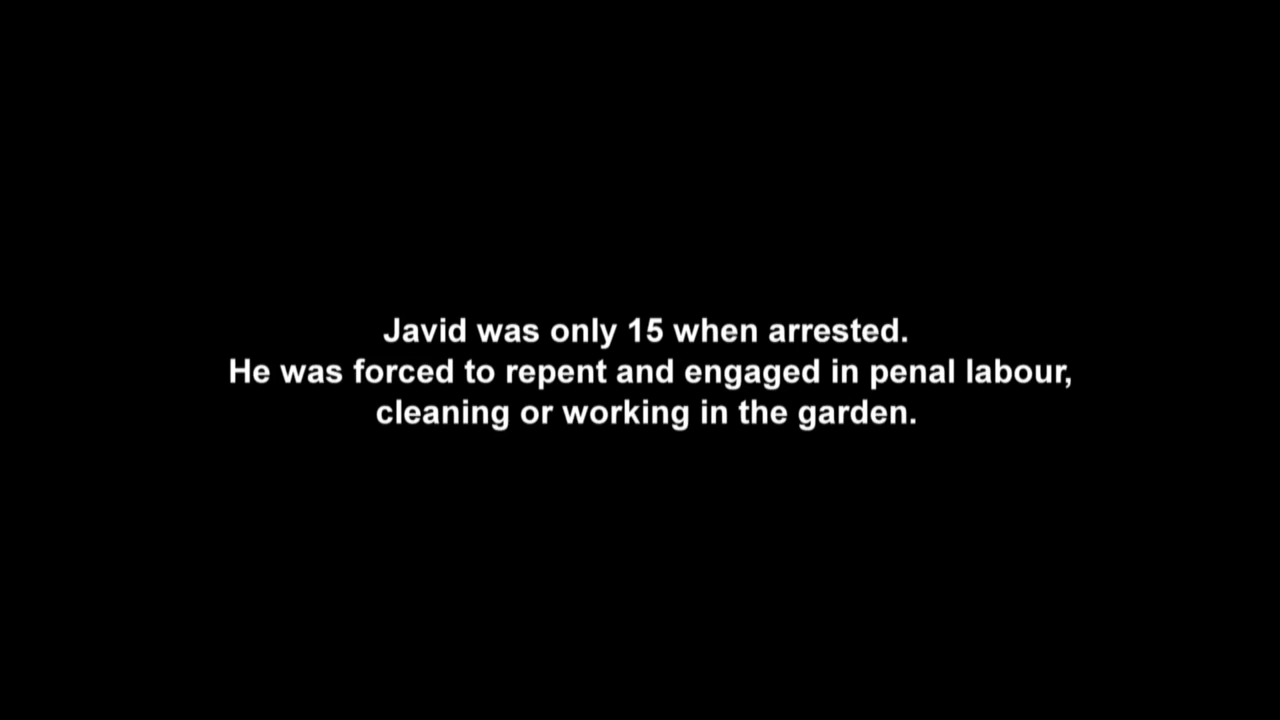 Javid was only 15 when arrested.
He was forced to repent and engaged in penal labour,
cleaning or working in the garden.